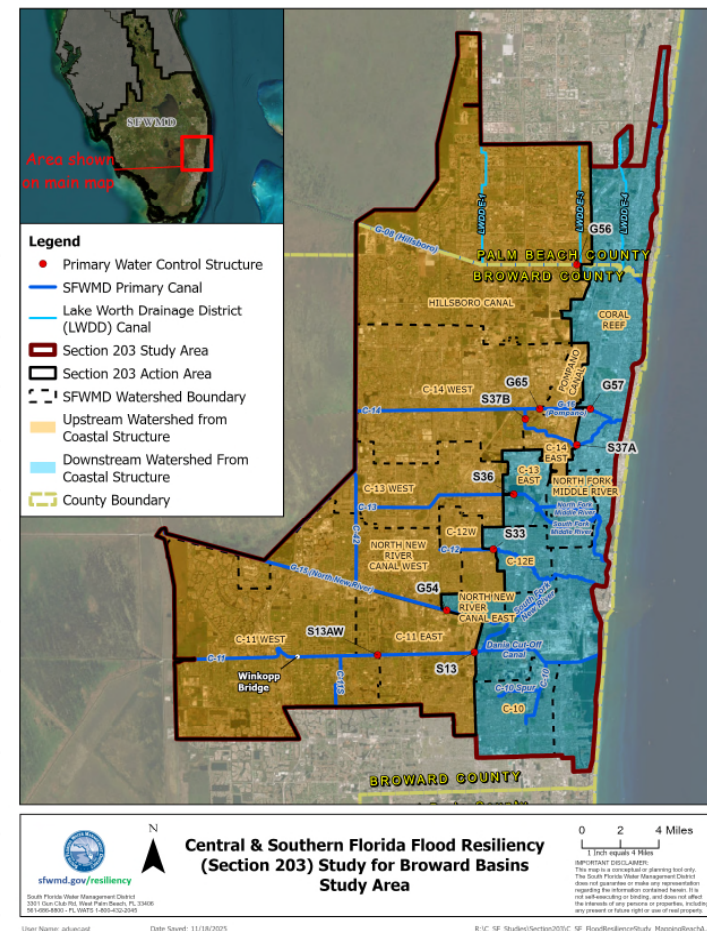 SFWMD
Area shown
on main map
Legend
Primary Water Control Structure
SFWMD Primary Canal
Lake Worth Drainage District
(LWDD) Canal
Section 203 Study Area
Section 203 Action Area
SFWMD Watershed Boundary
Upstream Watershed from
Coastal Structure
Downstream Watershed From
Coastal Structure
County Boundary
LWDD E-1
LWDD E-3
LWDD E-4
G56
G-08 (Hillsboro)
PALM BEACH COUNTY
BROWARD COUNTY
HILLSBORO CANAL
CORAL
REEF
POMPANO
CANAL
C-14 WEST
G65
G57
S37B
C-14
G-16
(Pompano)
S37A
C-14
EAST
S36
C-13
EAST
NORTH FORK
MIDDLE RIVER
C-13 WEST
C-13
North Fork
Middle River
South Fork
Middle River
C-42
S33
C-12W
C-12
C-12E
NORTH NEW
RIVER
CANAL WEST
G-15 (North New River)
G54
NORTH NEW
RIVER
CANAL EAST
South Fork
New River
S13AW
C-11 WEST
C-11 EAST
S13
Dania Cut-Off
Canal
C-11
Winkopp
Bridge
C-11S
C-10 Spur
C-10
C-10
BROWARD COUNTY
sfwmd.gov/resiliency
South Florida Water Management District
3301 Gun Club Rd, West Palm Beach, FL 33406
561-686-8800 - FL WATS 1-800-432-2045
N
Central & Southern Florida Flood Resiliency
(Section 203) Study for Broward Basins
Study Area
0 2 4 Miles
1 Inch equals 4 Miles
IMPORTANT DISCLAIMER:
This map is a conceptual or planning tool only.
The South Florida Water Management District
does not guarantee or make any representation
regarding the information contained herein. It is
not self-executing or binding, and does not affect
the interests of any persons or properties, including
any present or future right or use of real property.
User Name: advercast
Date Saved: 11/18/2025